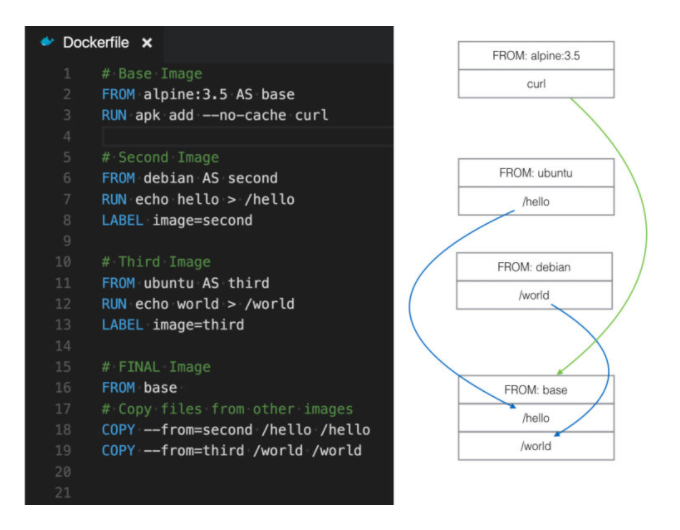 Dockerfile ×
1 # Base Image
2 FROM alpine:3.5 AS base
3 RUN apk add --no-cache curl
4
5 # Second Image
6 FROM debian AS second
7 RUN echo hello > /hello
8 LABEL image=second
9
10 # Third Image
11 FROM ubuntu AS third
12 RUN echo world > /world
13 LABEL image=third
14
15 # FINAL Image
16 FROM base
17 # Copy files from other images
18 COPY --from=second /hello /hello
19 COPY --from=third /world /world
20
21
FROM: alpine:3.5
curl
FROM: ubuntu
/hello
FROM: debian
/world
FROM: base
/hello
/world